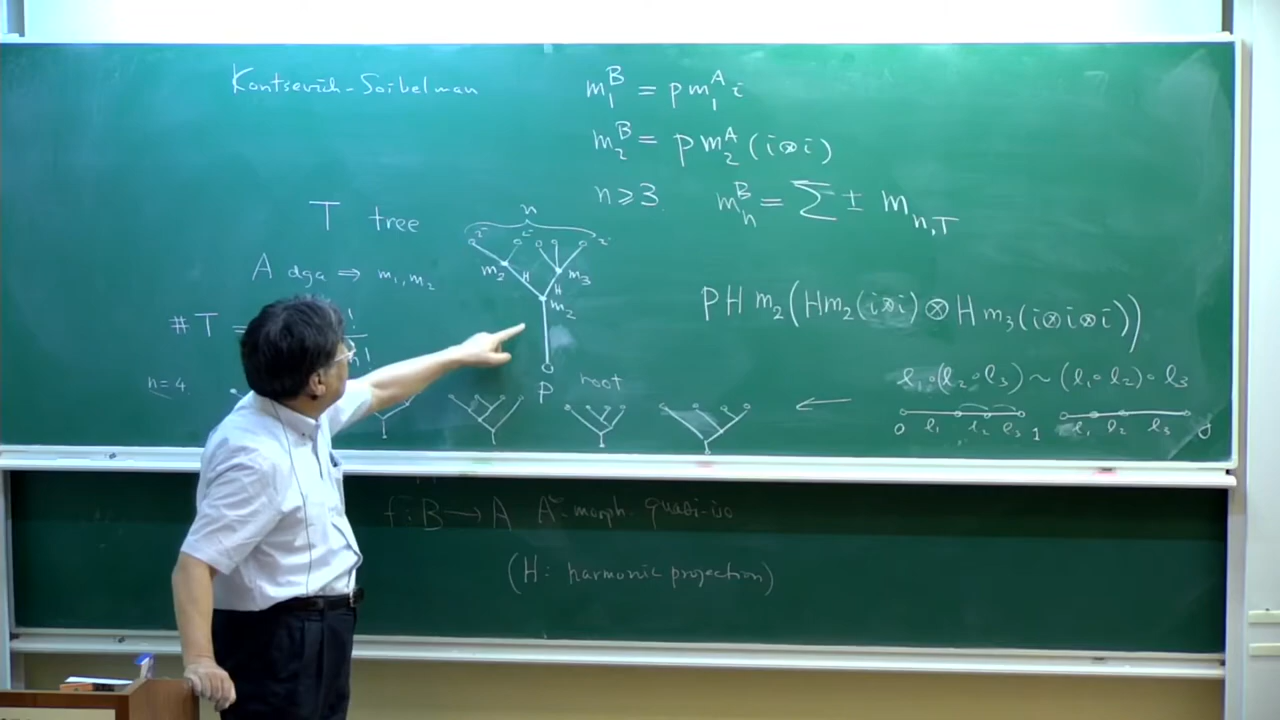 Kontsevich-Soibelman
m₁ᴮ = p m₁ᴬ i
m₂ᴮ = p m₂ᴬ (i⊗i)
n ≥ 3 mₙᴮ = Σ ± m_{n,T}
T tree
n
i i i
A dga ⇒ m₁, m₂
m₂ H m₃
H
m₂
PH m₂(Hm₂(i⊗i) ⊗ H m₃(i⊗i⊗i))
# T =
n!
n=4
P root
l₁∘(l₂∘l₃) ~ (l₁∘l₂)∘l₃
←
0 l₁ l₂ l₃ 1 l₁ l₂ l₃
f : B → A A^∞-morph. quasi-iso
(H : harmonic projection)